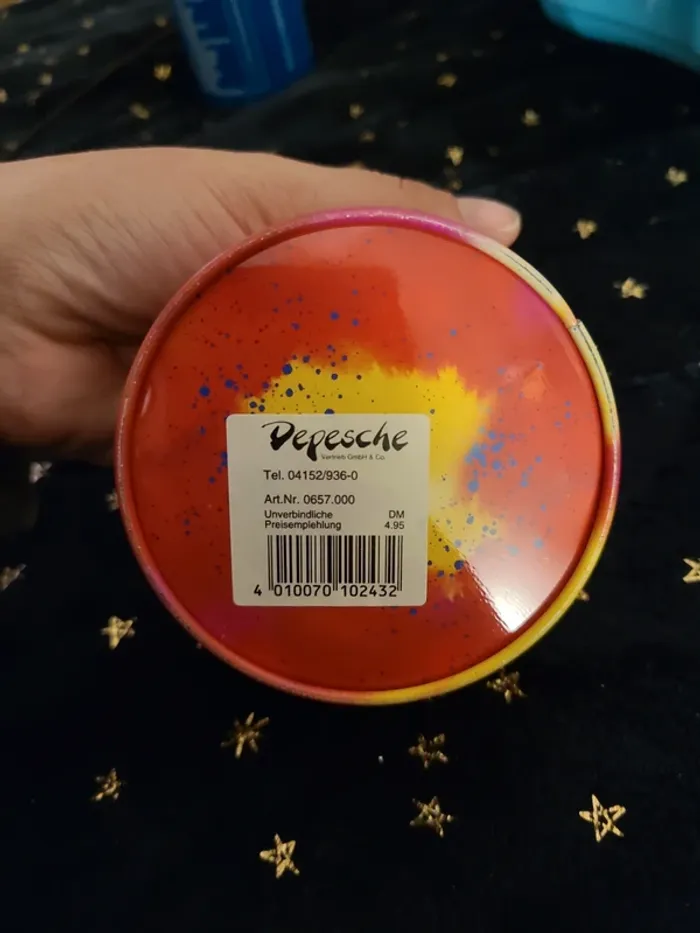 Depesche
Vertrieb GmbH & Co.
Tel. 04152/936-0
Art.Nr. 0657.000
Unverbindliche DM
Preisempfehlung 4.95
4 010070 102432